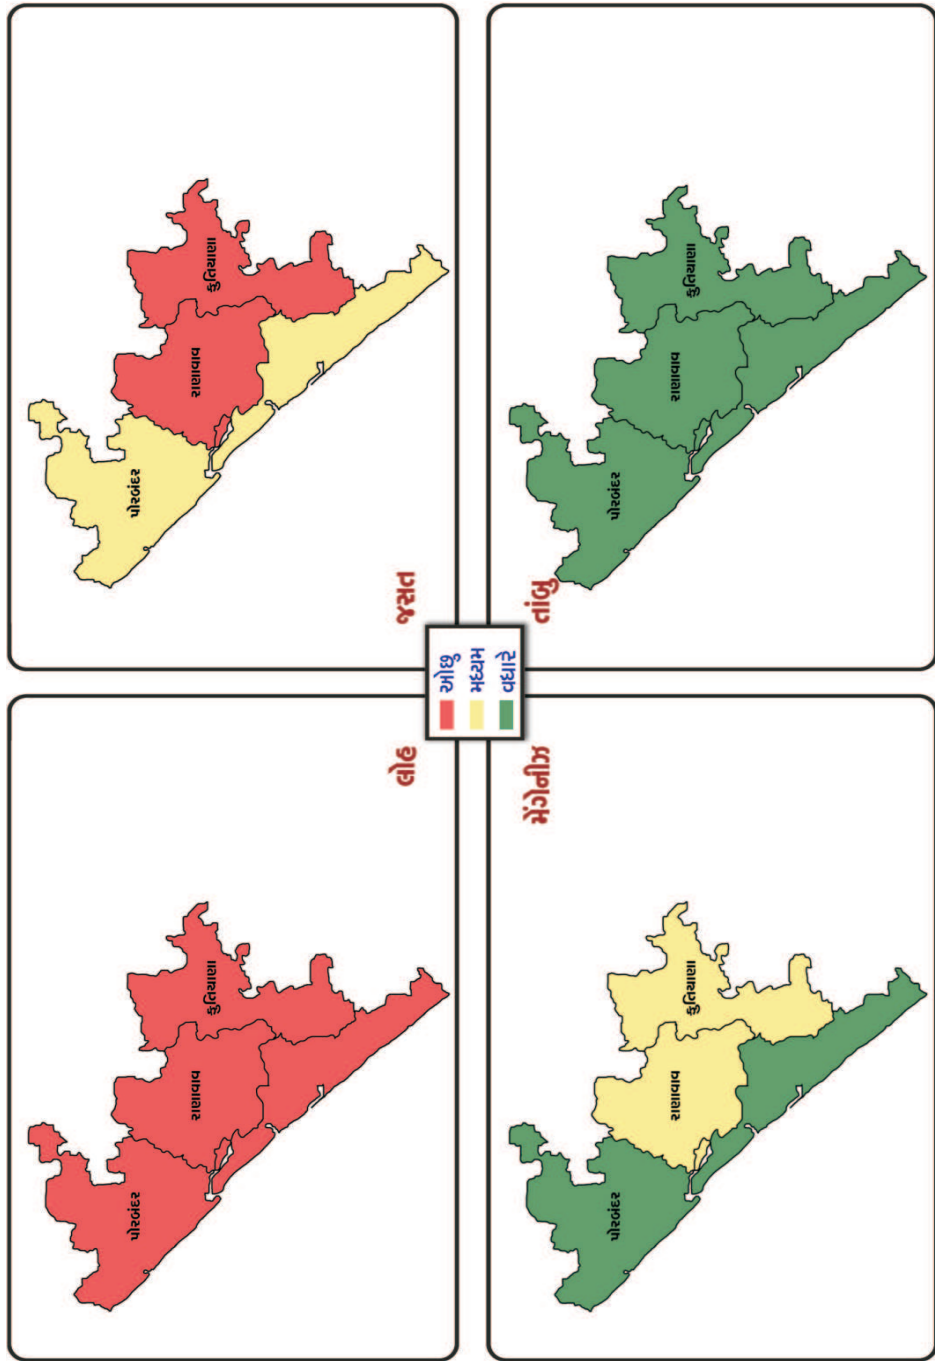 પોરબંદર
રાણાવાવ
કુતિયાણા
લોહ
પોરબંદર
રાણાવાવ
કુતિયાણા
જસત
ઓછું
મધ્યમ
વધારે
મેંગેનીઝ
પોરબંદર
રાણાવાવ
કુતિયાણા
તાંબુ
પોરબંદર
રાણાવાવ
કુતિયાણા